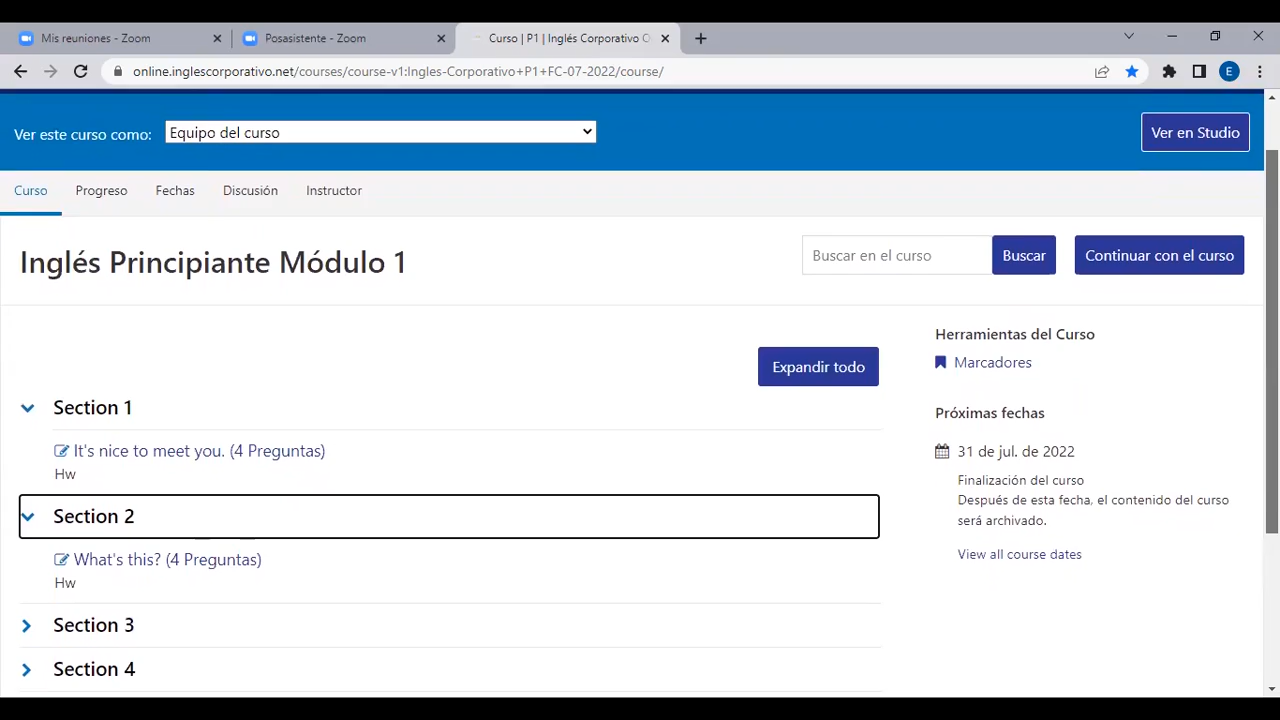 Mis reuniones - Zoom
Posasistente - Zoom
Curso | P1 | Inglés Corporativo O
online.inglescorporativo.net/courses/course-v1:Ingles-Corporativo+P1+FC-07-2022/course/
E
Ver este curso como:
Equipo del curso
Ver en Studio
Curso
Progreso
Fechas
Discusión
Instructor
Inglés Principiante Módulo 1
Buscar en el curso
Buscar
Continuar con el curso
Expandir todo
Section 1
It's nice to meet you. (4 Preguntas)
Hw
Section 2
What's this? (4 Preguntas)
Hw
Section 3
Section 4
Herramientas del Curso
Marcadores
Próximas fechas
31 de jul. de 2022
Finalización del curso
Después de esta fecha, el contenido del curso
será archivado.
View all course dates